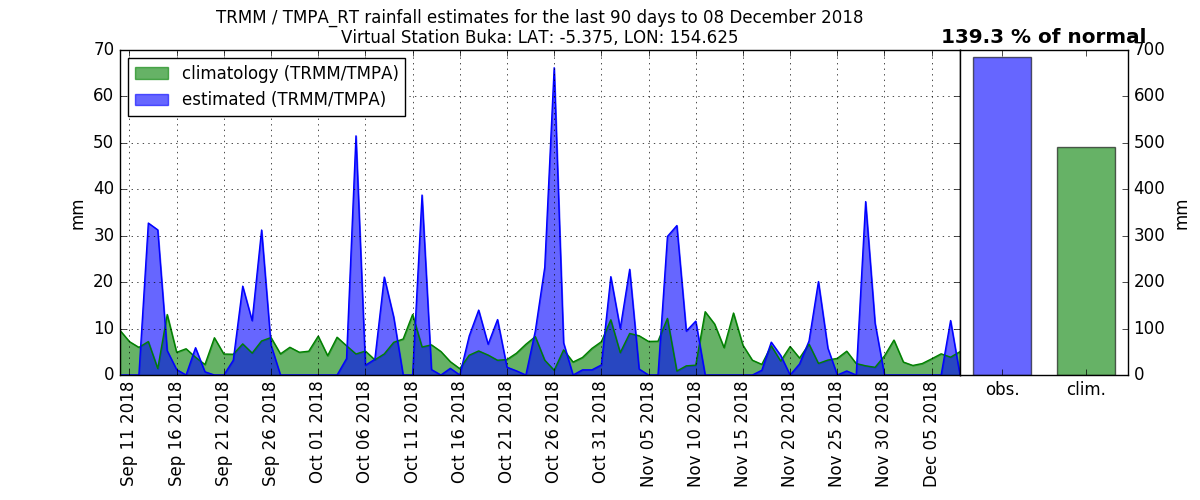 TRMM / TMPA_RT rainfall estimates for the last 90 days to 08 December 2018
Virtual Station Buka: LAT: -5.375, LON: 154.625
139.3 % of normal
climatology (TRMM/TMPA)
estimated (TRMM/TMPA)
mm
70
60
50
40
30
20
10
0
Sep 11 2018
Sep 16 2018
Sep 21 2018
Sep 26 2018
Oct 01 2018
Oct 06 2018
Oct 11 2018
Oct 16 2018
Oct 21 2018
Oct 26 2018
Oct 31 2018
Nov 05 2018
Nov 10 2018
Nov 15 2018
Nov 20 2018
Nov 25 2018
Nov 30 2018
Dec 05 2018
obs.
clim.
700
600
500
400
300
200
100
0
mm